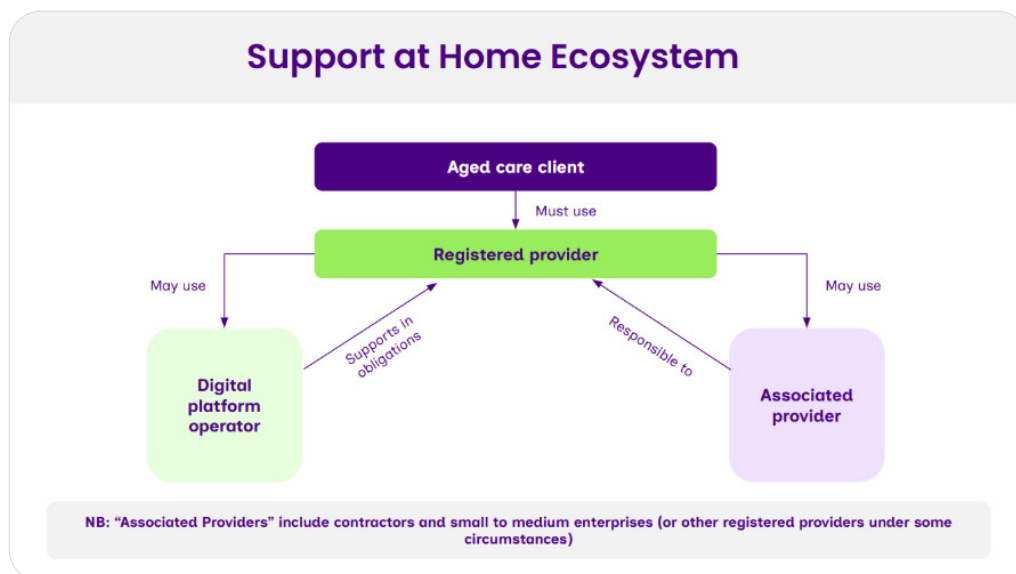 Support at Home Ecosystem
Aged care client
Must use
Registered provider
May use
May use
Supports in
obligations
Responsible to
Digital
platform
operator
Associated
provider
NB: “Associated Providers” include contractors and small to medium enterprises (or other registered providers under some
circumstances)